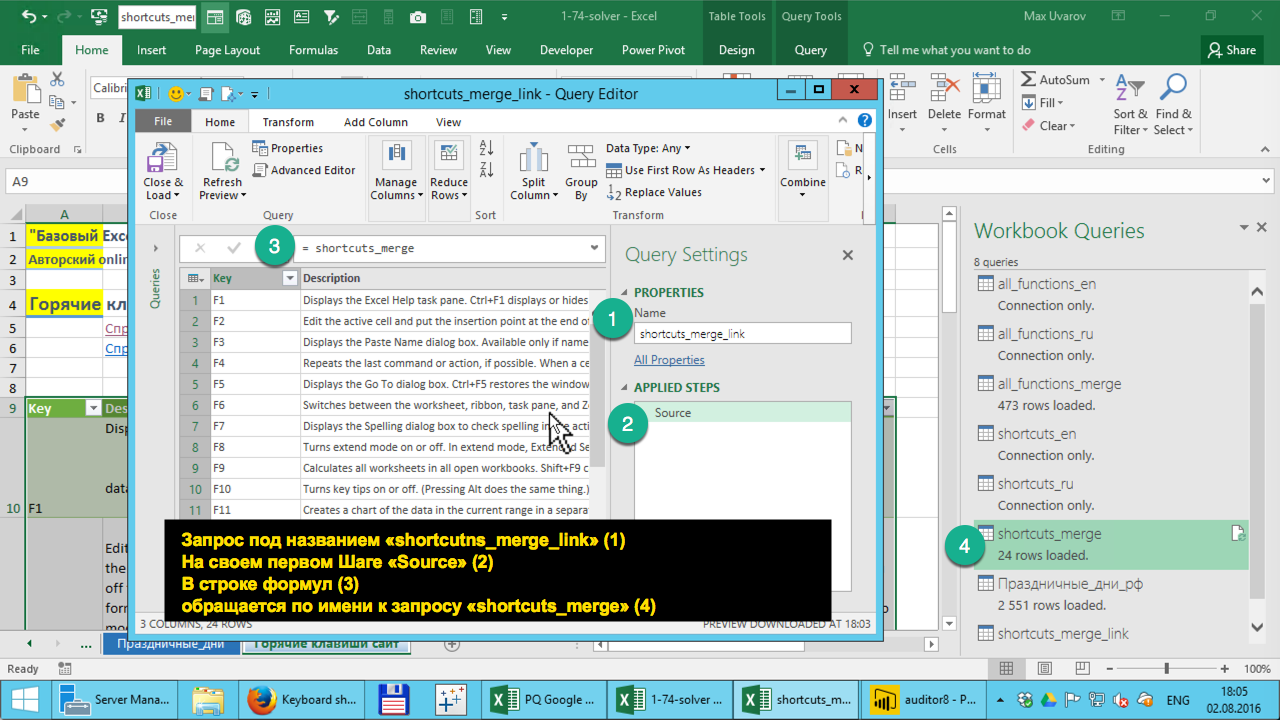 shortcuts_mer
1-74-solver - Excel
Table Tools
Query Tools
Max Uvarov
File
Home
Insert
Page Layout
Formulas
Data
Review
View
Developer
Power Pivot
Design
Query
Tell me what you want to do
Share
Paste
Calibri
B
I
Clipboard
Insert
Delete
Format
Cells
AutoSum
Fill
Clear
Sort & Filter
Find & Select
Editing
A9
shortcuts_merge_link - Query Editor
File
Home
Transform
Add Column
View
Close & Load
Refresh Preview
Properties
Advanced Editor
Manage Columns
Reduce Rows
Split Column
Group By
Data Type: Any
Use First Row As Headers
Replace Values
Combine
Close
Query
Sort
Transform
3
= shortcuts_merge
Queries
Key
Description
1 F1 Displays the Excel Help task pane. Ctrl+F1 displays or hides
2 F2 Edit the active cell and put the insertion point at the end of
3 F3 Displays the Paste Name dialog box. Available only if name
4 F4 Repeats the last command or action, if possible. When a ce
5 F5 Displays the Go To dialog box. Ctrl+F5 restores the window
6 F6 Switches between the worksheet, ribbon, task pane, and Zo
7 F7 Displays the Spelling dialog box to check spelling in the acti
8 F8 Turns extend mode on or off. In extend mode, Extended Se
9 F9 Calculates all worksheets in all open workbooks. Shift+F9 c
10 F10 Turns key tips on or off. (Pressing Alt does the same thing.)
11 F11 Creates a chart of the data in the current range in a separa
Query Settings
PROPERTIES
1
Name
shortcuts_merge_link
All Properties
APPLIED STEPS
2
Source
3 COLUMNS, 24 ROWS
PREVIEW DOWNLOADED AT 18:03
Запрос под названием «shortcutns_merge_link» (1)
На своем первом Шаге «Source» (2)
В строке формул (3)
обращается по имени к запросу «shortcuts_merge» (4)
A
1 "Базовый Exce
2 Авторский onlin
3
4 Горячие кл
5 Спр
6 Спр
7
8
9 Key Des
Disp
data
10 F1
Edit
the
off
for
mo
Workbook Queries
8 queries
all_functions_en
Connection only.
all_functions_ru
Connection only.
all_functions_merge
473 rows loaded.
shortcuts_en
Connection only.
shortcuts_ru
Connection only.
4
shortcuts_merge
24 rows loaded.
Праздничные_дни_рф
2 551 rows loaded.
shortcuts_merge_link
...
Праздничные_дни
Горячие клавиши сайт
Ready
100%
Server Mana...
Keyboard sh...
PQ Google ...
1-74-solver ...
shortcuts_m...
auditor8 - P...
ENG
18:05
02.08.2016